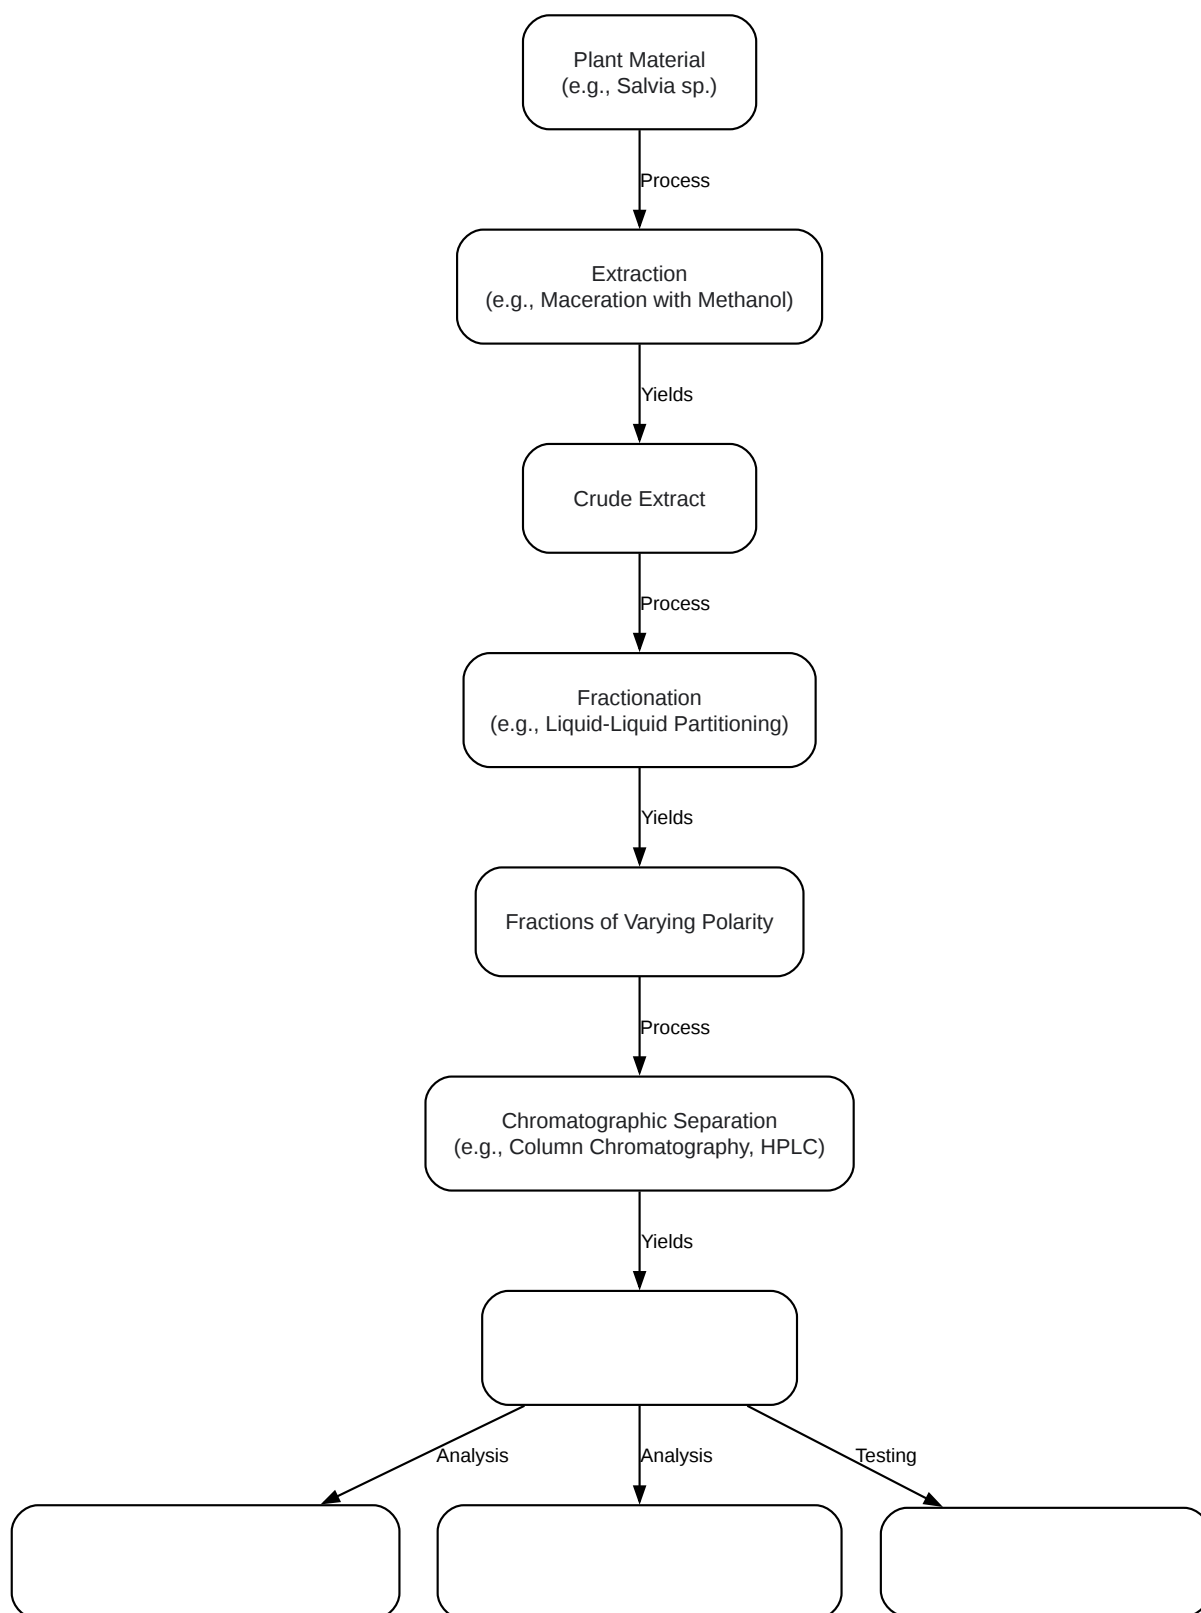 Plant Material
(e.g., Salvia sp.)
Process
Extraction
(e.g., Maceration with Methanol)
Yields
Crude Extract
Process
Fractionation
(e.g., Liquid-Liquid Partitioning)
Yields
Fractions of Varying Polarity
Process
Chromatographic Separation
(e.g., Column Chromatography, HPLC)
Yields
Analysis
Analysis
Testing